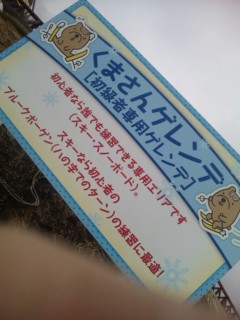 くまさんゲレンデ
[初級者専用ゲレンデ]
初心者なら誰でも練習できる専用エリアです
(スキー・スノーボード)。
スキーなら初心者の
プルークボーゲン(ハの字でのターン)の練習に最適!